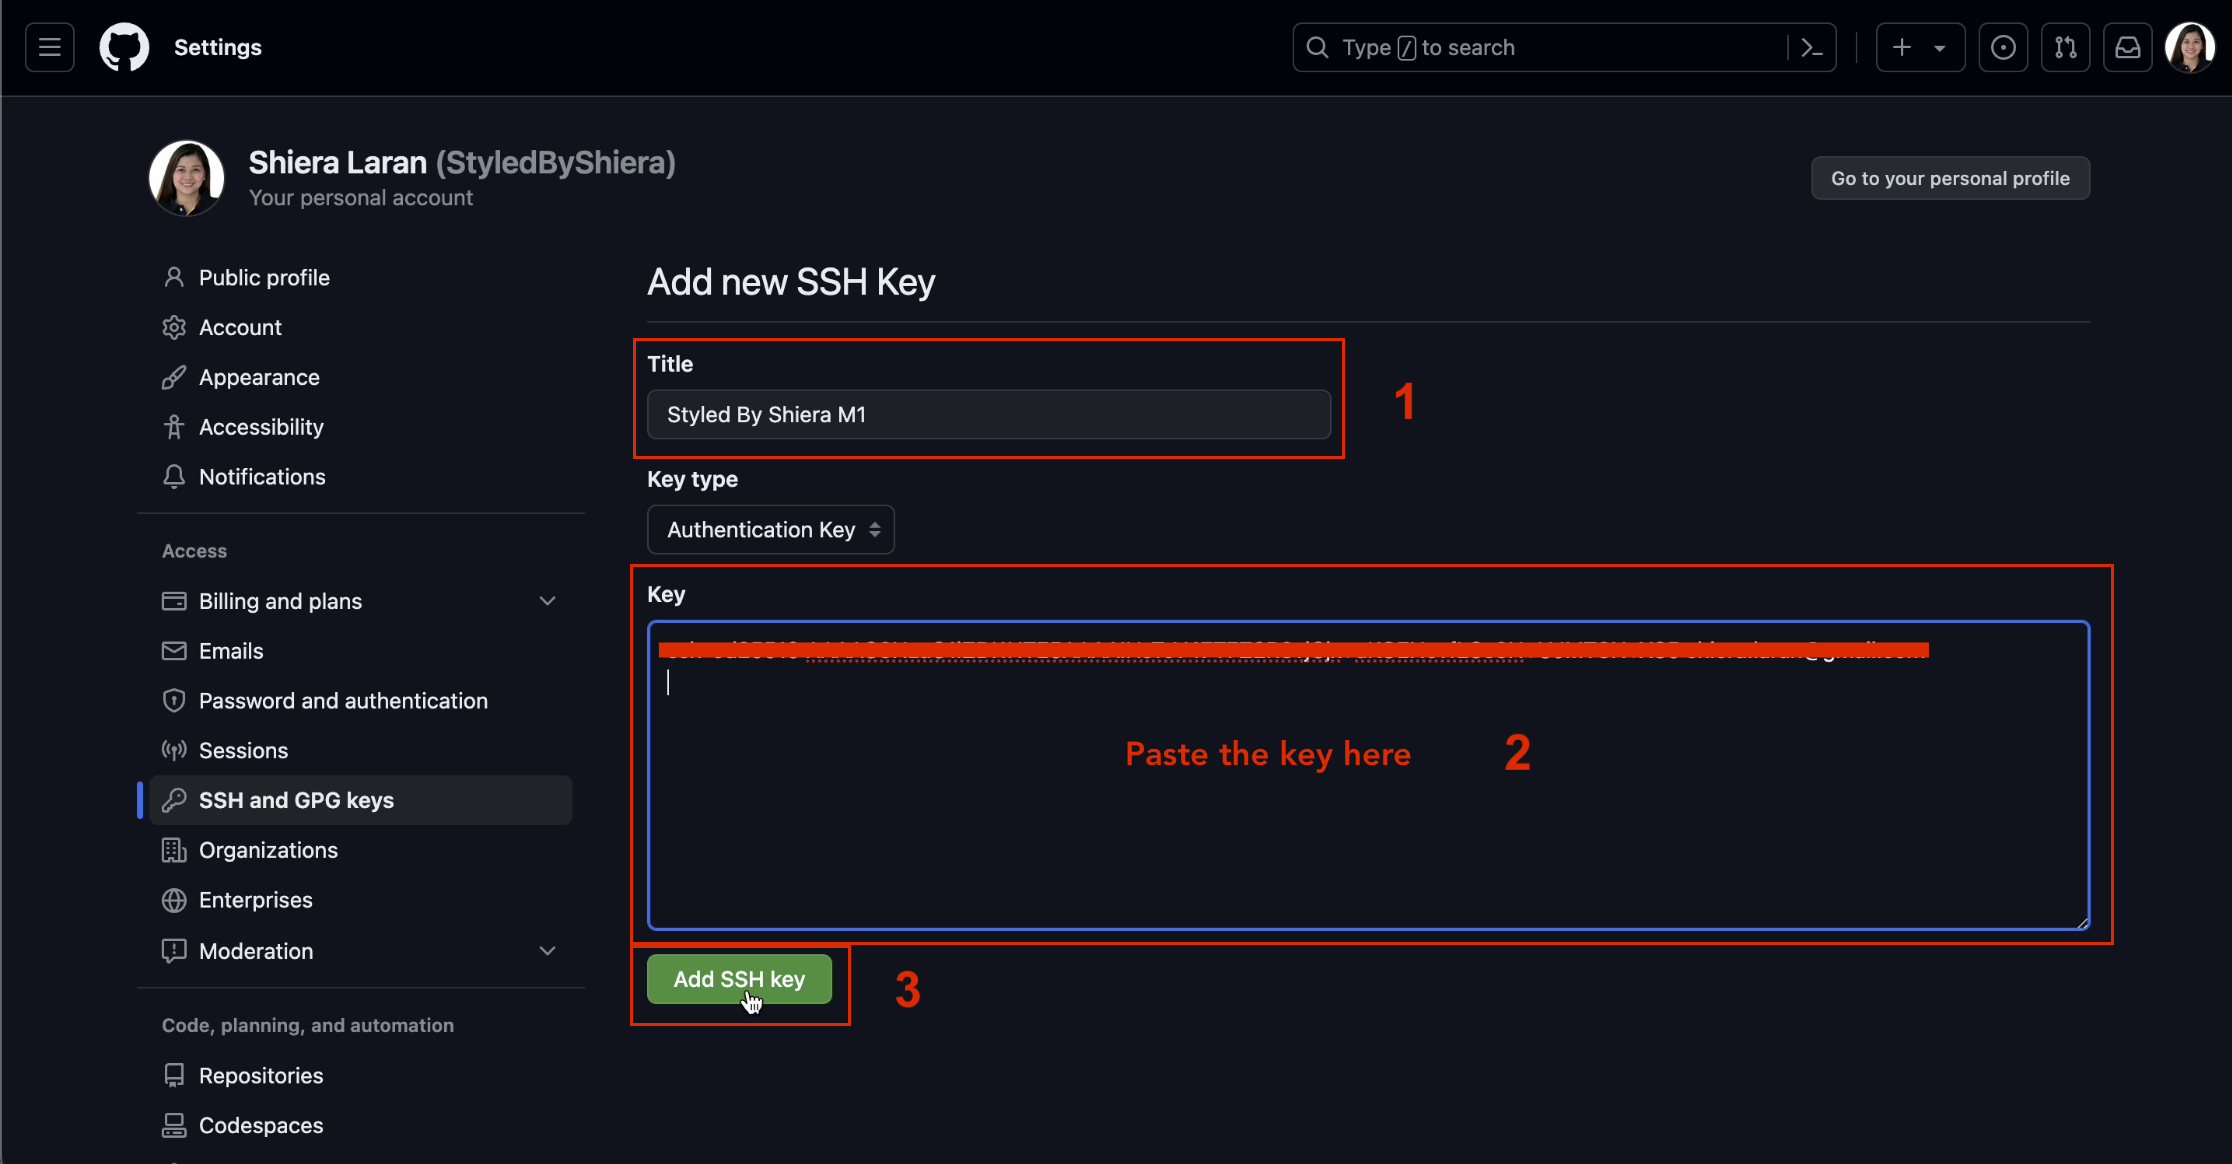 Settings
Type / to search
Shiera Laran (StyledByShiera)
Your personal account
Go to your personal profile
Public profile
Account
Appearance
Accessibility
Notifications
Access
Billing and plans
Emails
Password and authentication
Sessions
SSH and GPG keys
Organizations
Enterprises
Moderation
Code, planning, and automation
Repositories
Codespaces
Add new SSH Key
Title
Styled By Shiera M1
1
Key type
Authentication Key
Key
Paste the key here
2
Add SSH key
3